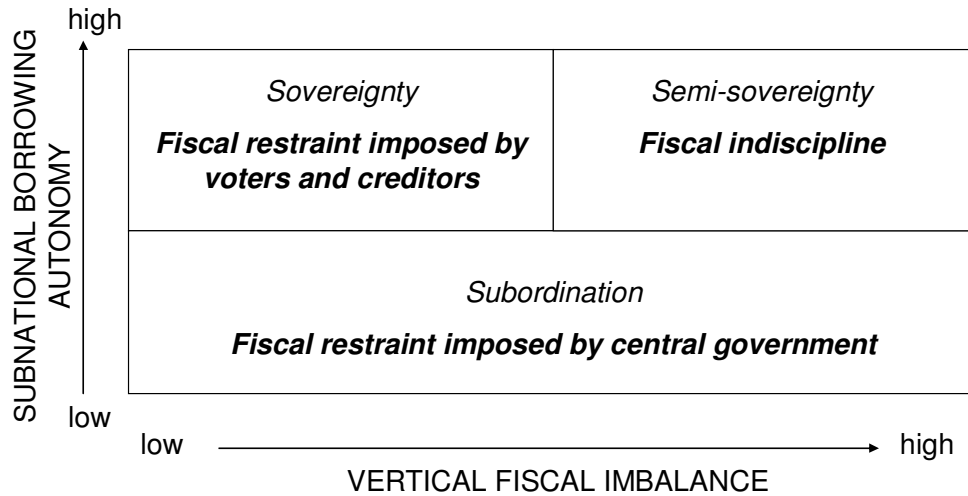 high
SUBNATIONAL BORROWING
AUTONOMY
Sovereignty
Fiscal restraint imposed by
voters and creditors
Semi-sovereignty
Fiscal indiscipline
Subordination
Fiscal restraint imposed by central government
low
low
high
VERTICAL FISCAL IMBALANCE